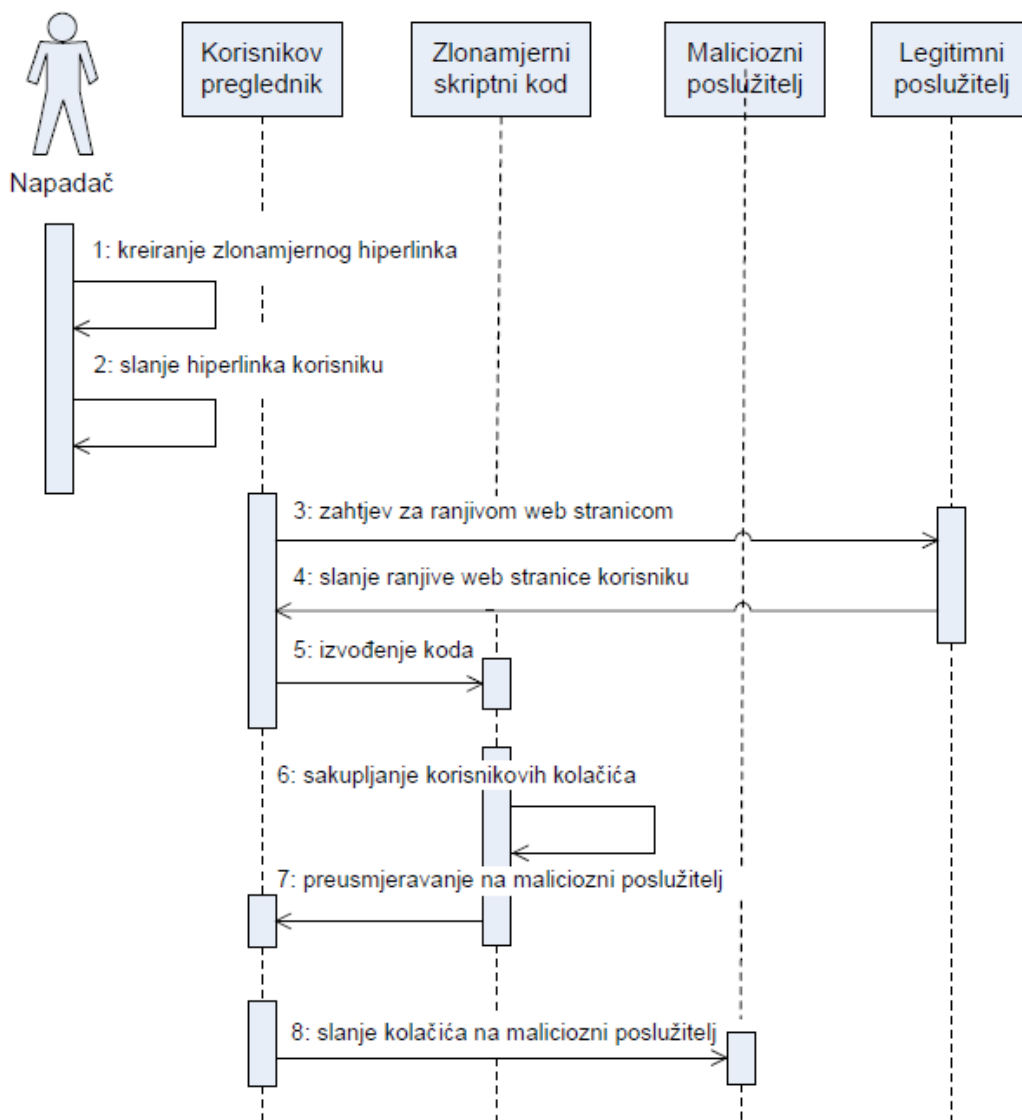 Korisnikov
preglednik
Zlonamjerni
skriptni kod
Maliciozni
poslužitelj
Legitimni
poslužitelj
Napadač
1: kreiranje zlonamjernog hiperlinka
2: slanje hiperlinka korisniku
3: zahtjev za ranjivom web stranicom
4: slanje ranjive web stranice korisniku
5: izvođenje koda
6: sakupljanje korisnikovih kolačića
7: preusmjeravanje na maliciozni poslužitelj
8: slanje kolačića na maliciozni poslužitelj